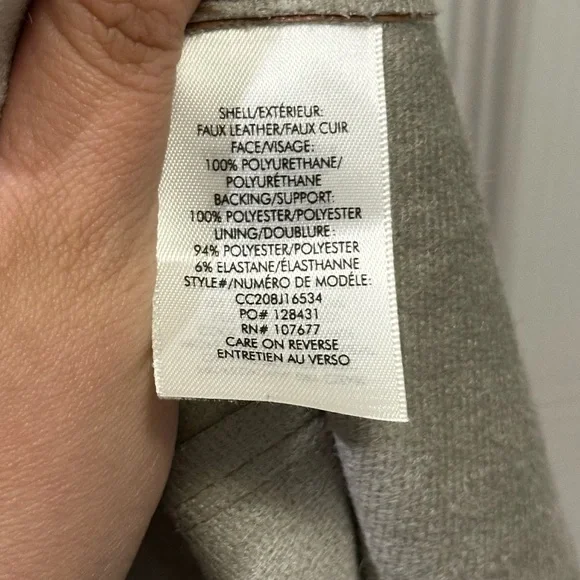 SHELL/EXTÉRIEUR:
FAUX LEATHER/FAUX CUIR
FACE/VISAGE:
100% POLYURETHANE/
POLYURÉTHANE
BACKING/SUPPORT:
100% POLYESTER/POLYESTER
LINING/DOUBLURE:
94% POLYESTER/POLYESTER
6% ELASTANE/ÉLASTHANNE
STYLE#/NUMÉRO DE MODÉLE:
CC208J16534
PO# 128431
RN# 107677
CARE ON REVERSE
ENTRETIEN AU VERSO